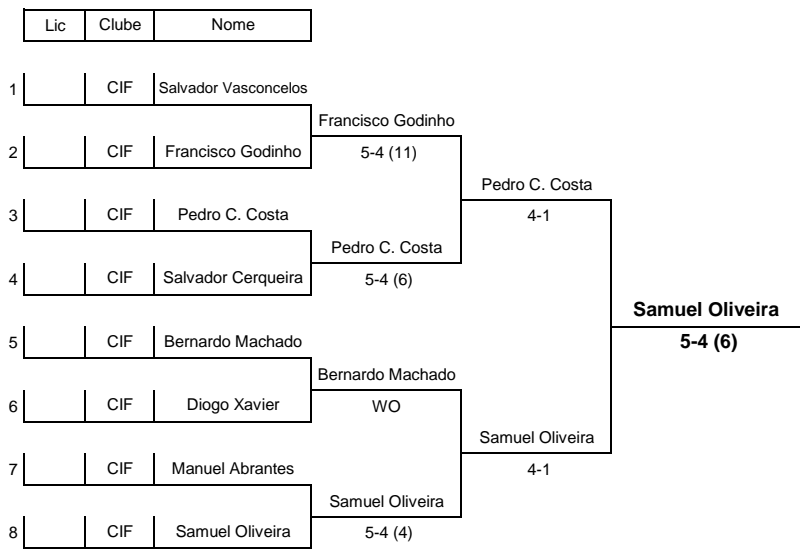 Lic Clube Nome
1 CIF Salvador Vasconcelos
Francisco Godinho
2 CIF Francisco Godinho 5-4 (11)
Pedro C. Costa
3 CIF Pedro C. Costa 4-1
Pedro C. Costa
4 CIF Salvador Cerqueira 5-4 (6)
Samuel Oliveira
5 CIF Bernardo Machado 5-4 (6)
Bernardo Machado
6 CIF Diogo Xavier WO
Samuel Oliveira
7 CIF Manuel Abrantes 4-1
Samuel Oliveira
8 CIF Samuel Oliveira 5-4 (4)